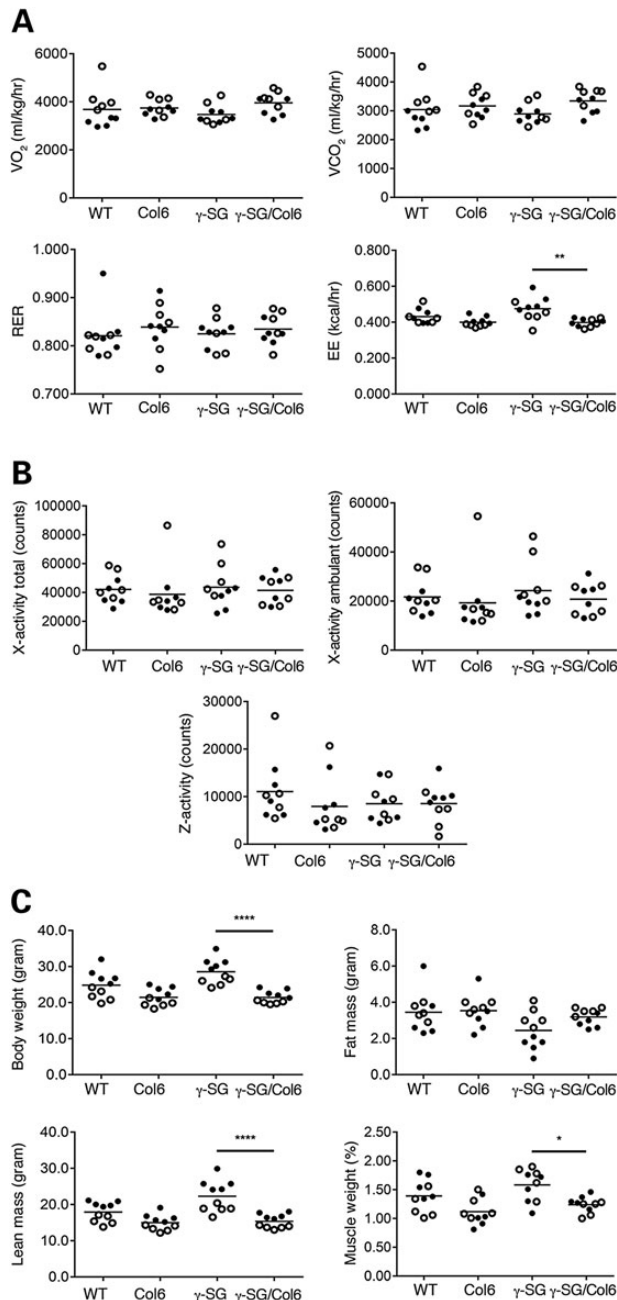 A
VO2 (ml/kg/hr)
6000
4000
2000
0
WT Col6 γ-SG γ-SG/Col6
VCO2 (ml/kg/hr)
5000
4000
3000
2000
1000
0
WT Col6 γ-SG γ-SG/Col6
RER
1.000
0.900
0.800
0.700
WT Col6 γ-SG γ-SG/Col6
EE (kcal/hr)
0.800
0.600
0.400
0.200
0.000
**
WT Col6 γ-SG γ-SG/Col6
B
X-activity total (counts)
100000
80000
60000
40000
20000
0
WT Col6 γ-SG γ-SG/Col6
X-activity ambulant (counts)
60000
40000
20000
0
WT Col6 γ-SG γ-SG/Col6
Z-activity (counts)
30000
20000
10000
0
WT Col6 γ-SG γ-SG/Col6
C
Body weight (gram)
40.0
30.0
20.0
10.0
0.0
****
WT Col6 γ-SG γ-SG/Col6
Fat mass (gram)
8.0
6.0
4.0
2.0
0.0
WT Col6 γ-SG γ-SG/Col6
Lean mass (gram)
40.0
30.0
20.0
10.0
0.0
****
WT Col6 γ-SG γ-SG/Col6
Muscle weight (%)
2.50
2.00
1.50
1.00
0.50
0.00
*
WT Col6 γ-SG γ-SG/Col6